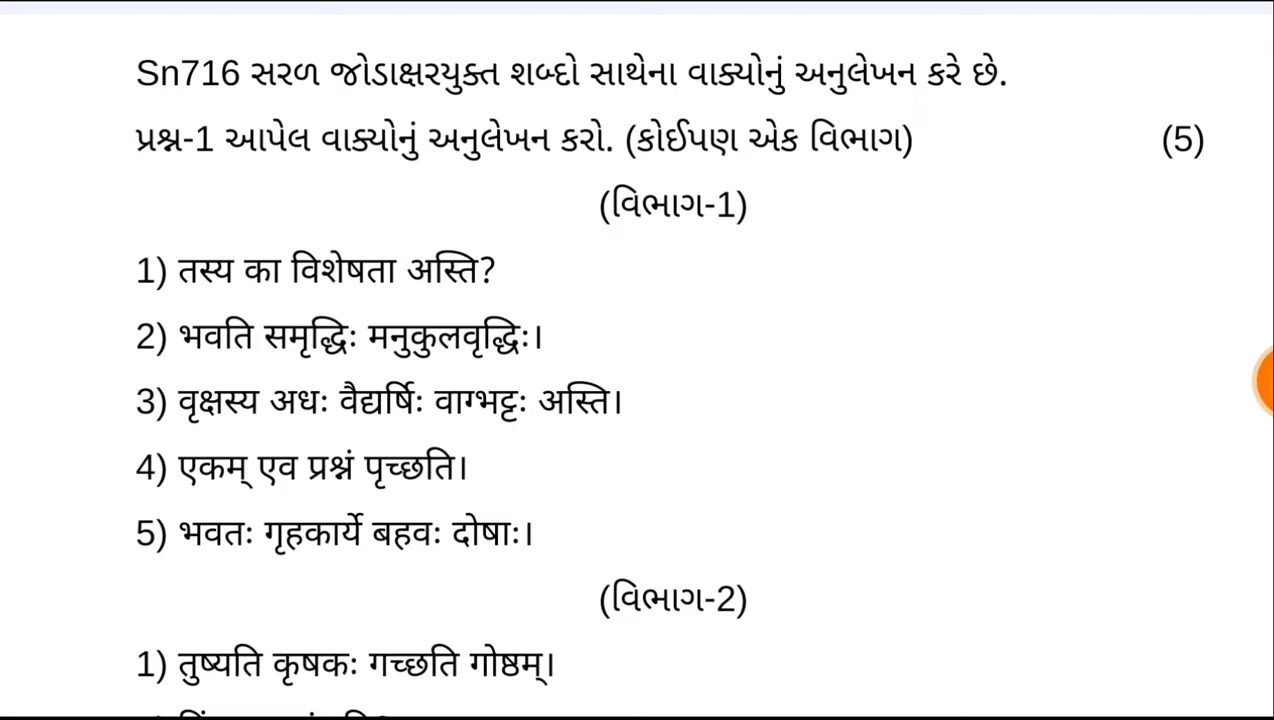 Sn716 સરળ જોડાક્ષરયુક્ત શબ્દો સાથેના વાક્યોનું અનુલેખન કરે છે.
પ્રશ્ન-1 આપેલ વાક્યોનું અનુલેખન કરો. (કોઈપણ એક વિભાગ) (5)
(વિભાગ-1)
1) तस्य का विशेषता अस्ति?
2) भवति समृद्धिः मनुकुलवृद्धिः।
3) वृक्षस्य अधः वैद्यर्षिः वाग्भट्टः अस्ति।
4) एकम् एव प्रश्नं पृच्छति।
5) भवतः गृहकार्ये बहवः दोषाः।
(વિભાગ-2)
1) तुष्यति कृषकः गच्छति गोष्ठम्।